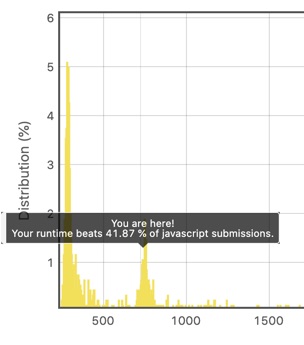 6
5
4
3
2
1
Distribution (%)
You are here!
Your runtime beats 41.87 % of javascript submissions.
500 1000 1500